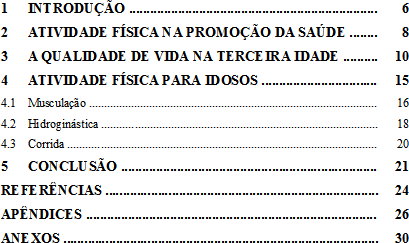 1 INTRODUÇÃO ........................................................... 6
2 ATIVIDADE FÍSICA NA PROMOÇÃO DA SAÚDE ........ 8
3 A QUALIDADE DE VIDA NA TERCEIRA IDADE .......... 10
4 ATIVIDADE FÍSICA PARA IDOSOS ............................ 15
4.1 Musculação ................................................................ 16
4.2 Hidroginástica ............................................................ 18
4.3 Corrida ...................................................................... 20
5 CONCLUSÃO ............................................................ 21
REFERÊNCIAS .............................................................. 24
APÊNDICES .................................................................. 26
ANEXOS ........................................................................ 30